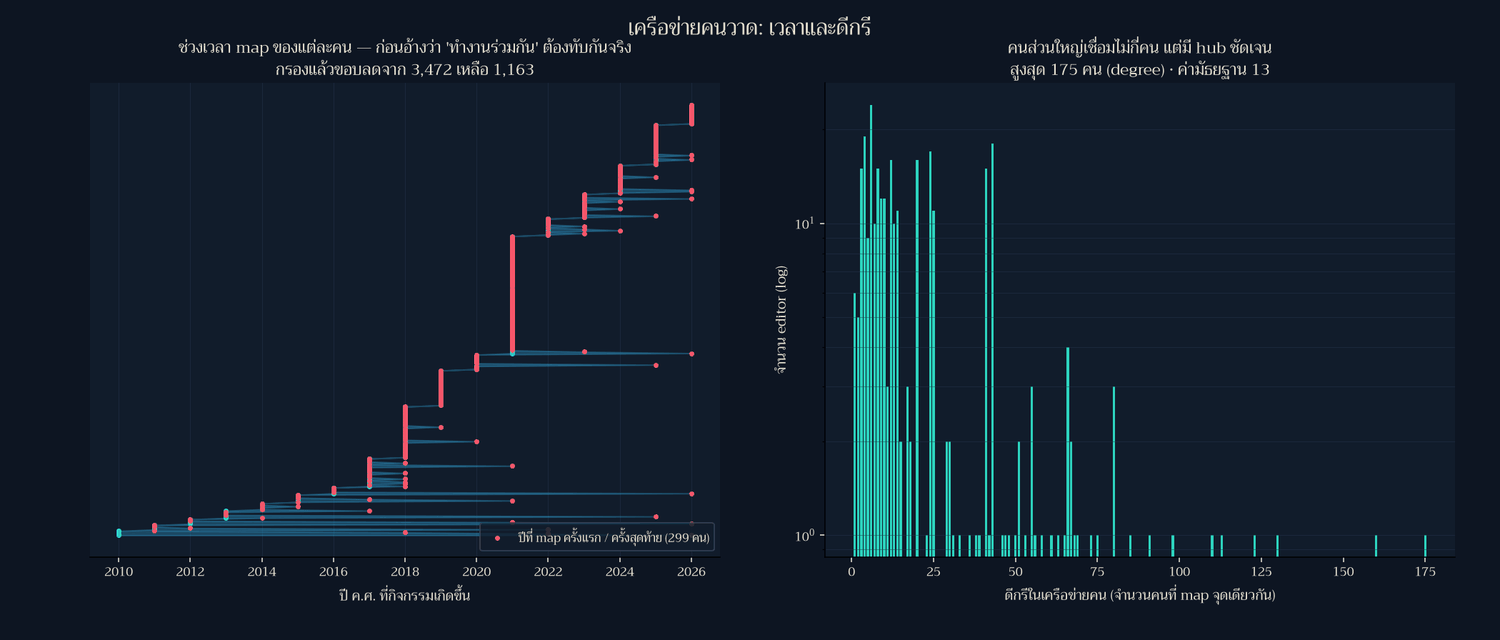 เครือข่ายคนวาด: เวลาและดีกรี
ช่วงเวลา map ของแต่ละคน — ก่อนอ้างว่า 'ทำงานร่วมกัน' ต้องทับกันจริง
กรองแล้วขอบลดจาก 3,472 เหลือ 1,163
2010
2012
2014
2016
2018
2020
2022
2024
2026
ปี ค.ศ. ที่กิจกรรมเกิดขึ้น
ปีที่ map ครั้งแรก / ครั้งสุดท้าย (299 คน)
คนส่วนใหญ่เชื่อมไม่กี่คน แต่มี hub ชัดเจน
สูงสุด 175 คน (degree) · ค่ามัธยฐาน 13
จำนวน editor (log)
10¹
10⁰
0
25
50
75
100
125
150
175
ดีกรีในเครือข่ายคน (จำนวนคนที่ map จุดเดียวกัน)